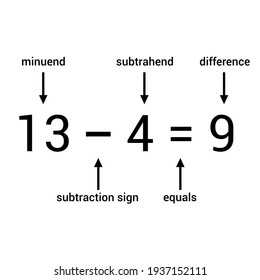 minuend subtrahend difference
13 − 4 = 9
subtraction sign equals
shutterstock.com · 1937152111